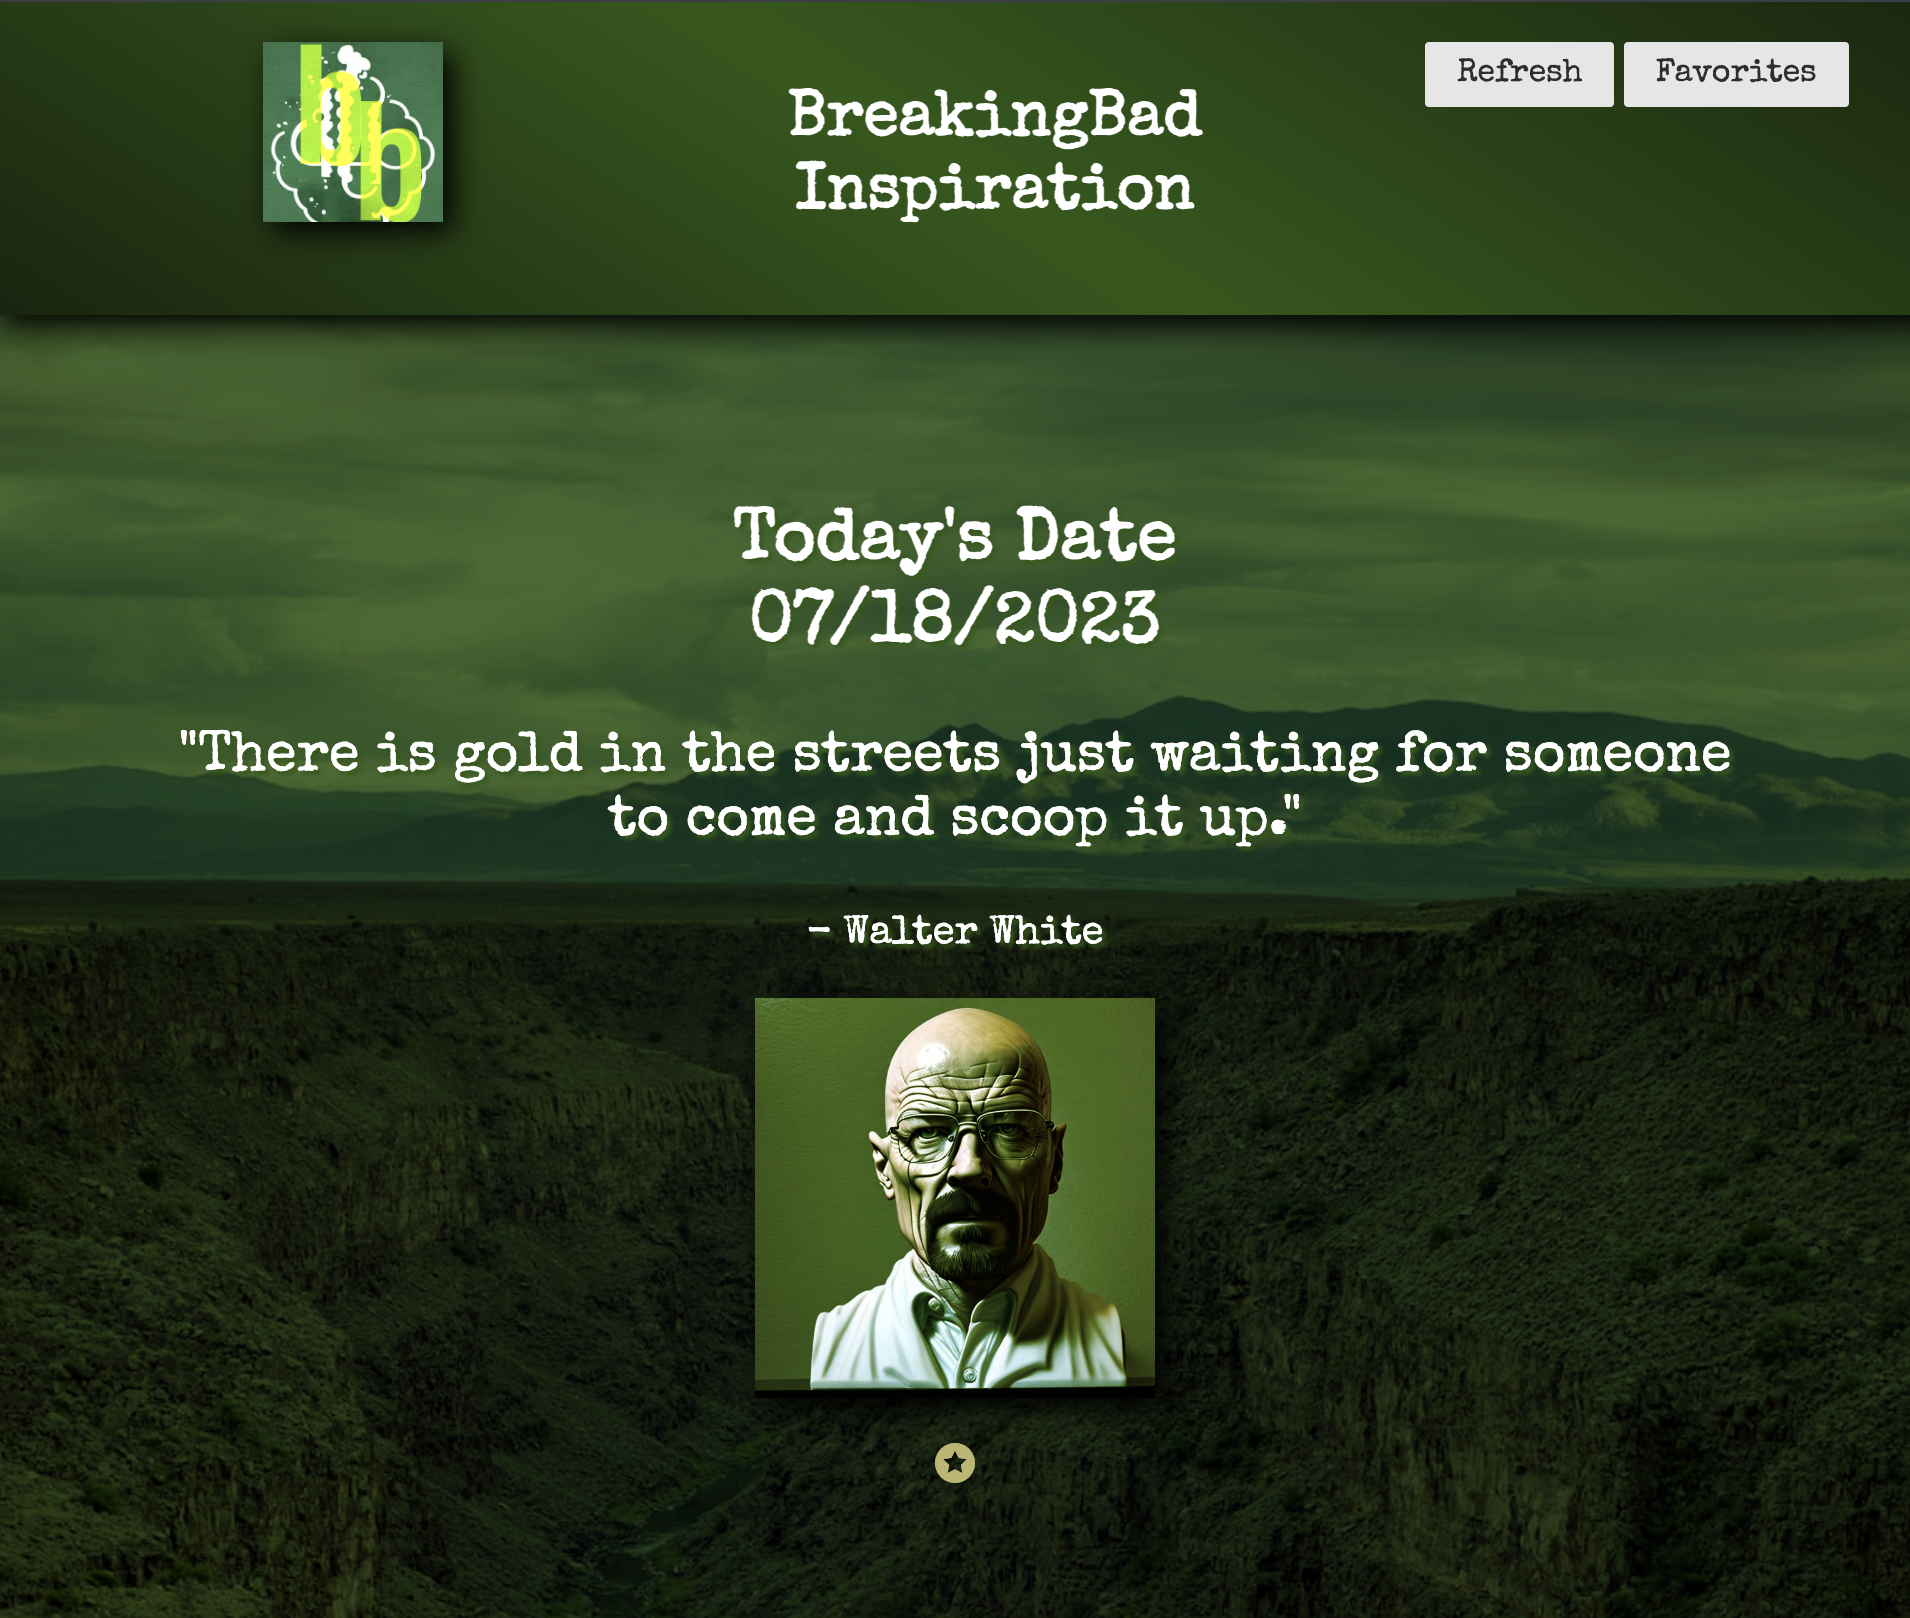 bb
Refresh
Favorites
BreakingBad
Inspiration
Today's Date
07/18/2023
"There is gold in the streets just waiting for someone
to come and scoop it up."
- Walter White